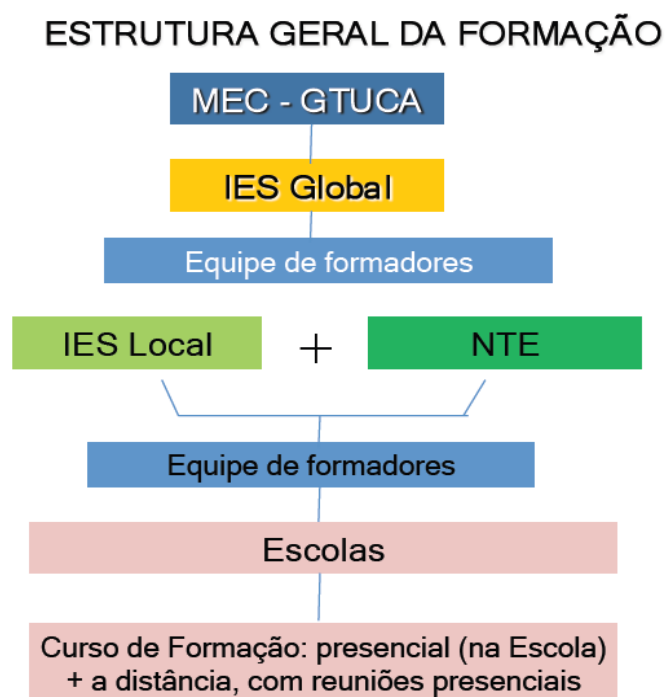 ESTRUTURA GERAL DA FORMAÇÃO
MEC - GTUCA
IES Global
Equipe de formadores
IES Local + NTE
Equipe de formadores
Escolas
Curso de Formação: presencial (na Escola)
+ a distância, com reuniões presenciais